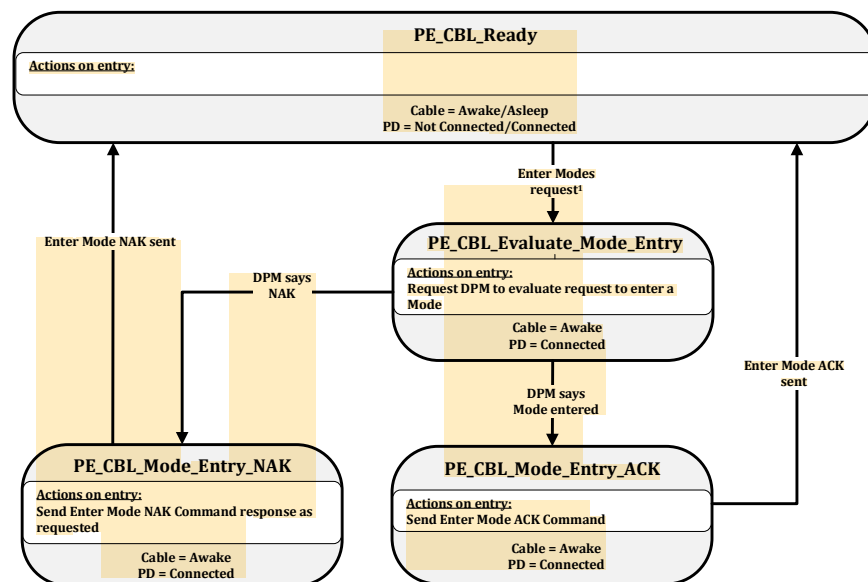 PE_CBL_Ready
Actions on entry:
Cable = Awake/Asleep
PD = Not Connected/Connected
Enter Modes
request¹
Enter Mode NAK sent
PE_CBL_Evaluate_Mode_Entry
Actions on entry:
Request DPM to evaluate request to enter a
Mode
Cable = Awake
PD = Connected
DPM says
NAK
Enter Mode ACK
sent
DPM says
Mode entered
PE_CBL_Mode_Entry_NAK
Actions on entry:
Send Enter Mode NAK Command response as
requested
Cable = Awake
PD = Connected
PE_CBL_Mode_Entry_ACK
Actions on entry:
Send Enter Mode ACK Command
Cable = Awake
PD = Connected